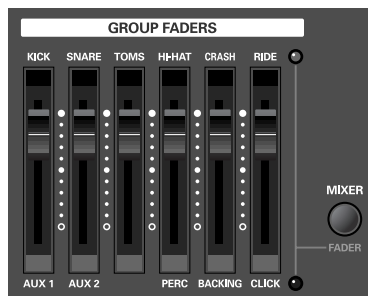 GROUP FADERS
KICK SNARE TOMS HI-HAT CRASH RIDE
MIXER
FADER
AUX 1 AUX 2 PERC BACKING CLICK